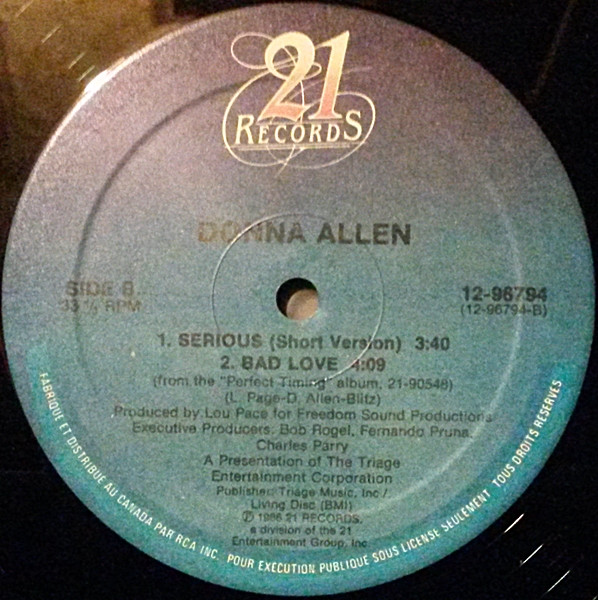 21
RECORDS
DONNA ALLEN
SIDE B
33 ⅓ RPM
12-96794
(12-96794-B)
1. SERIOUS (Short Version) 3:40
2. BAD LOVE 4:09
(from the "Perfect Timing" album, 21-90548)
(L. Page-D. Allen-Blitz)
Produced by Lou Pace for Freedom Sound Productions
Executive Producers: Bob Rogel, Fernando Pruna,
Charles Parry
A Presentation of The Triage
Entertainment Corporation
Publisher: Triage Music, Inc./
Living Disc (BMI)
Ⓟ 1986 21 RECORDS,
a division of the 21
Entertainment Group, Inc
FABRIQUE ET DISTRIBUE AU CANADA PAR RCA INC. POUR EXECUTION PUBLIQUE SOUS LICENSE SEULEMENT TOUS DROITS RESERVES